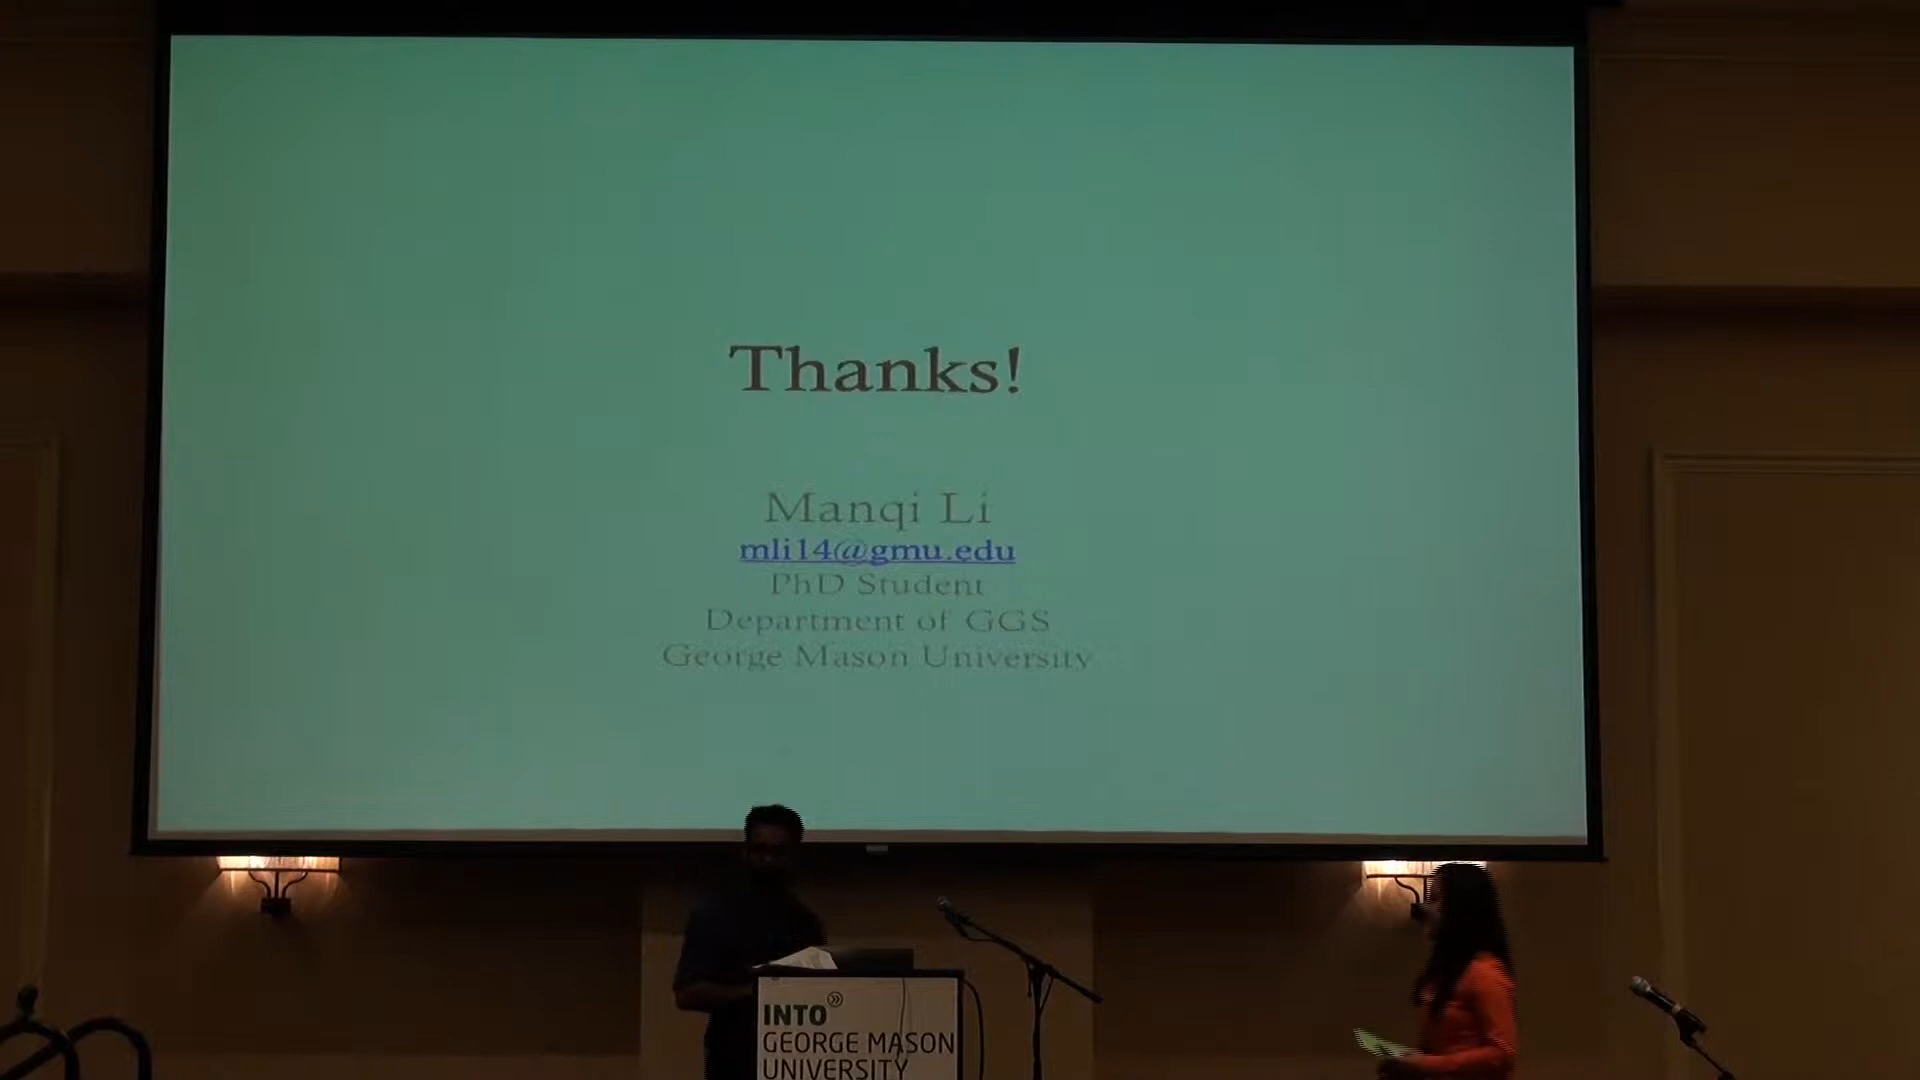 Thanks!
Manqi Li
mli14@gmu.edu
PhD Student
Department of GGS
George Mason University
INTO
GEORGE MASON
UNIVERSITY